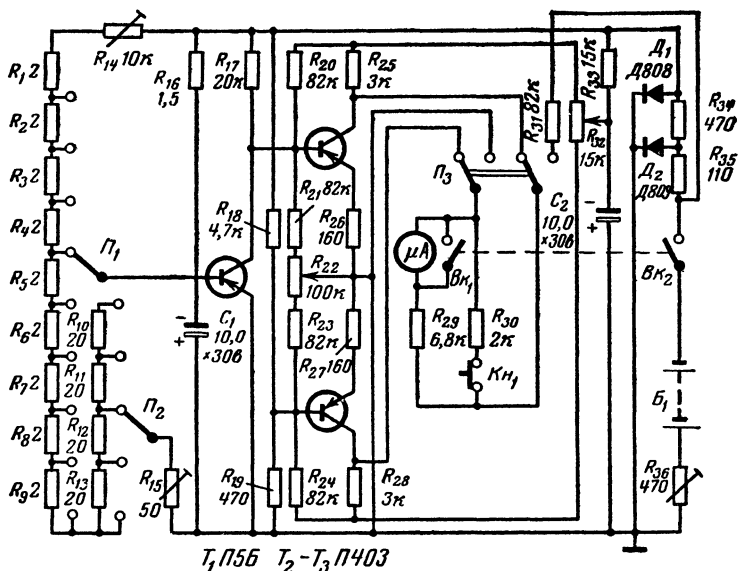 R14 10к
R17
20к
R20
82к
R25
3к
R31 82к
R33 15к
Д1
Д808
R1 2
R2 2
R3 2
R4 2
R5 2
R6 2
R7 2
R8 2
R9 2
R16
1,5
R34
470
R32
15к
Д2
Д809
R35
110
П3
R18
4,7к
R21 82к
R26
160
C2
10,0
×30в
П1
μА
Вк1
Вк2
R22
100к
R10
20
C1
10,0
×30в
R23
82к
R29
6,8к
R30
2к
R11
20
R27 160
Кн1
Б1
П2
R12
20
R13
20
R15
50
R19
470
R24
82к
R28
3к
R36
470
Т1 П5Б Т2–Т3 П403